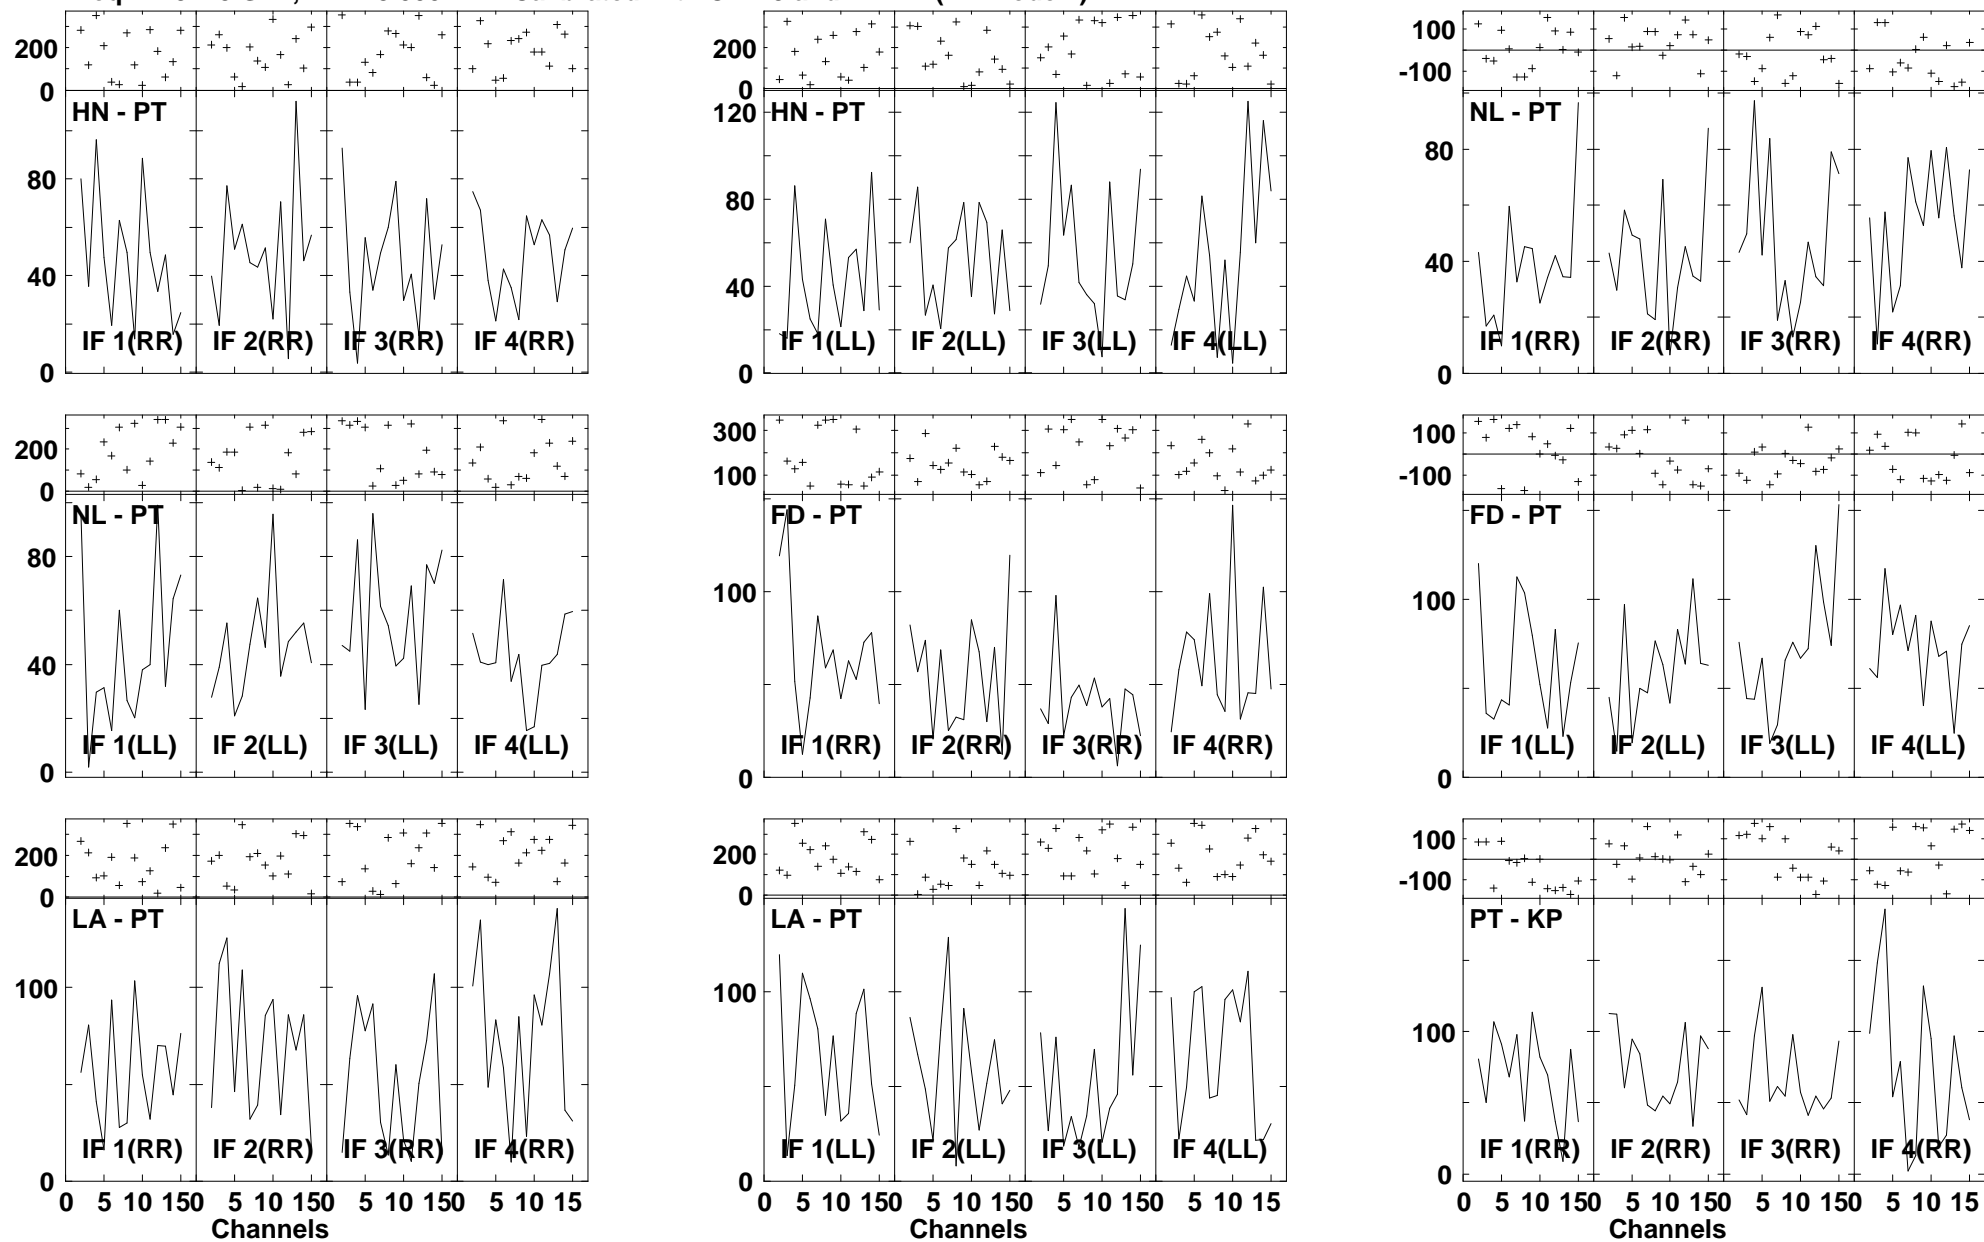 200
0
HN - PT
80
40
0
IF 1(RR) IF 2(RR) IF 3(RR) IF 4(RR)
200
0
HN - PT
120
80
40
0
IF 1(LL) IF 2(LL) IF 3(LL) IF 4(LL)
100
-100
NL - PT
80
40
0
IF 1(RR) IF 2(RR) IF 3(RR) IF 4(RR)
200
0
NL - PT
80
40
0
IF 1(LL) IF 2(LL) IF 3(LL) IF 4(LL)
300
100
FD - PT
100
0
IF 1(RR) IF 2(RR) IF 3(RR) IF 4(RR)
100
-100
FD - PT
100
0
IF 1(LL) IF 2(LL) IF 3(LL) IF 4(LL)
200
0
LA - PT
100
0
IF 1(RR) IF 2(RR) IF 3(RR) IF 4(RR)
0 5 10 150 5 10 150 5 10 150 5 10 15
Channels
200
0
LA - PT
100
0
IF 1(LL) IF 2(LL) IF 3(LL) IF 4(LL)
0 5 10 150 5 10 150 5 10 150 5 10 15
Channels
100
-100
PT - KP
100
0
IF 1(RR) IF 2(RR) IF 3(RR) IF 4(RR)
0 5 10 150 5 10 150 5 10 150 5 10 15
Channels